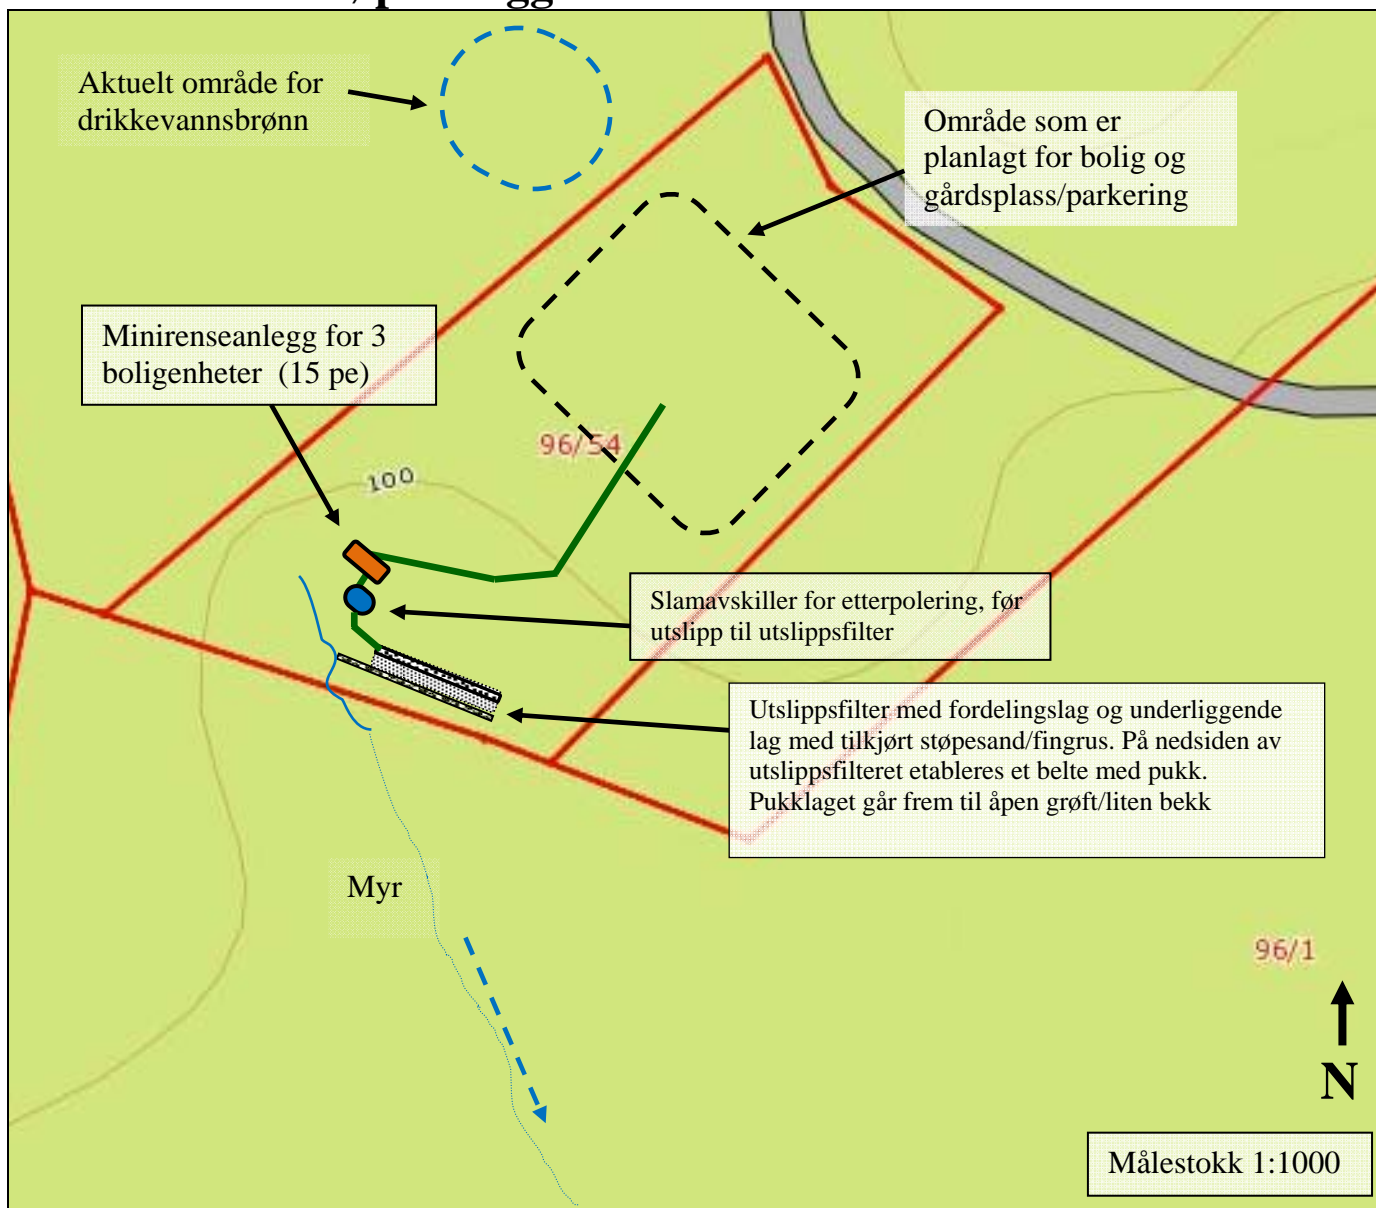 Aktuelt område for
drikkevannsbrønn
Område som er
planlagt for bolig og
gårdsplass/parkering
Minirenseanlegg for 3
boligenheter (15 pe)
96/54
100
Slamavskiller for etterpolering, før
utslipp til utslippsfilter
Utslippsfilter med fordelingslag og underliggende
lag med tilkjørt støpesand/fingrus. På nedsiden av
utslippsfilteret etableres et belte med pukk.
Pukklaget går frem til åpen grøft/liten bekk
Myr
96/1
N
Målestokk 1:1000